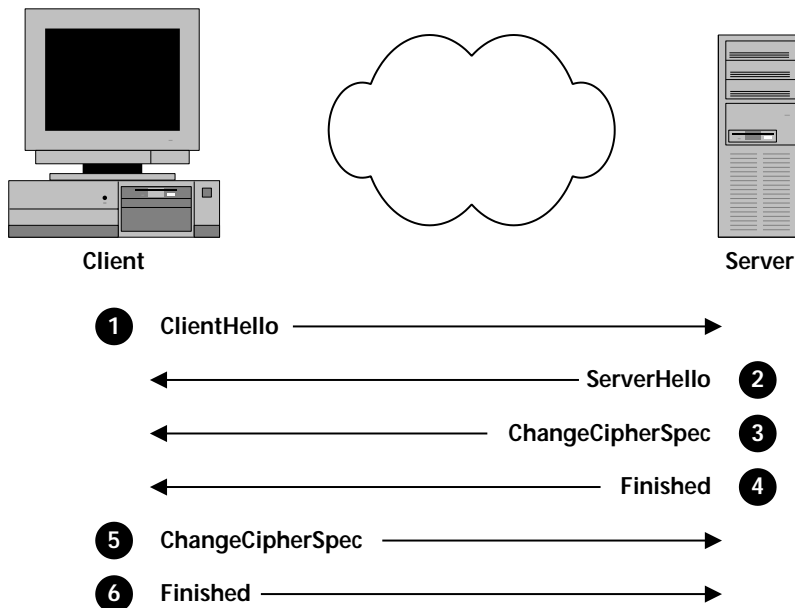 Client
Server
1 ClientHello
ServerHello 2
ChangeCipherSpec 3
Finished 4
5 ChangeCipherSpec
6 Finished